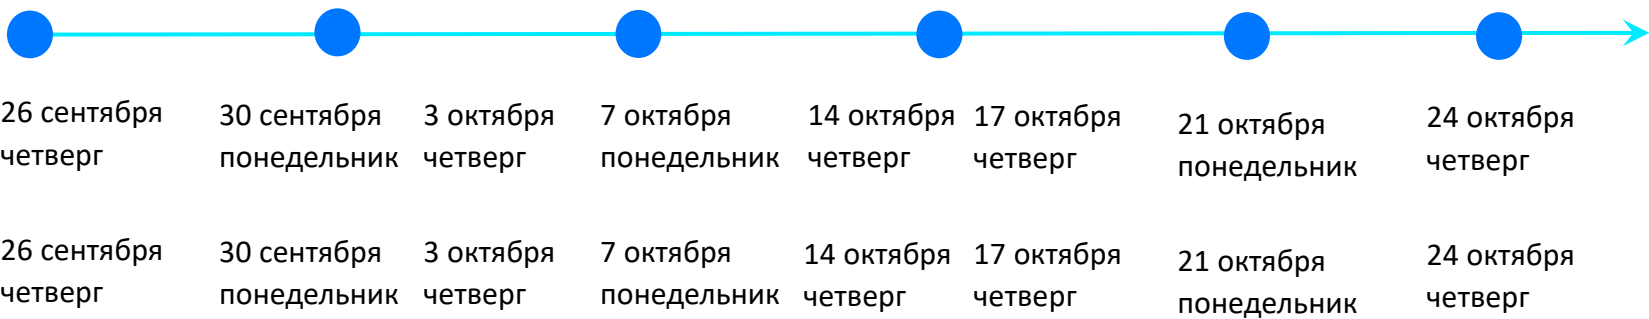 26 сентября
четверг
30 сентября
понедельник
3 октября
четверг
7 октября
понедельник
14 октября
четверг
17 октября
четверг
21 октября
понедельник
24 октября
четверг
26 сентября
четверг
30 сентября
понедельник
3 октября
четверг
7 октября
понедельник
14 октября
четверг
17 октября
четверг
21 октября
понедельник
24 октября
четверг